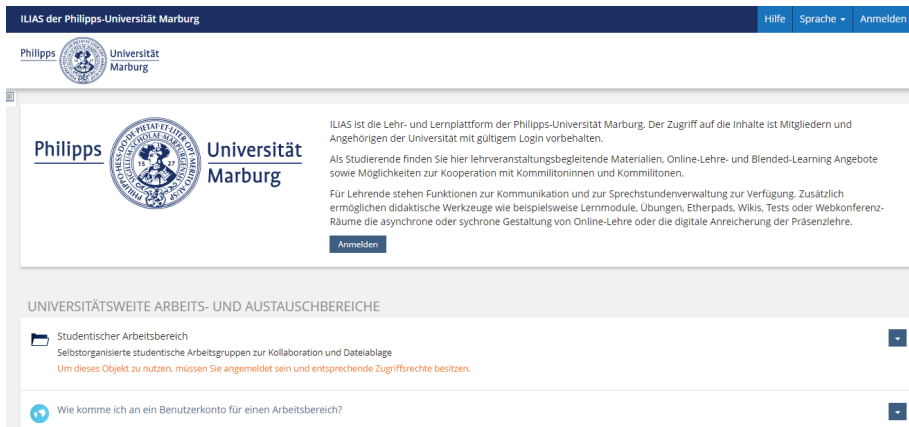 ILIAS der Philipps-Universität Marburg
Hilfe Sprache Anmelden
Philipps Universität
Marburg
Philipps Universität
Marburg
1527
ILIAS ist die Lehr- und Lernplattform der Philipps-Universität Marburg. Der Zugriff auf die Inhalte ist Mitgliedern und
Angehörigen der Universität mit gültigem Login vorbehalten.
Als Studierende finden Sie hier lehrveranstaltungsbegleitende Materialien, Online-Lehre- und Blended-Learning Angebote
sowie Möglichkeiten zur Kooperation mit Kommilitoninnen und Kommilitonen.
Für Lehrende stehen Funktionen zur Kommunikation und zur Sprechstundenverwaltung zur Verfügung. Zusätzlich
ermöglichen didaktische Werkzeuge wie beispielsweise Lernmodule, Übungen, Etherpads, Wikis, Tests oder Webkonferenz-
Räume die asynchrone oder sychrone Gestaltung von Online-Lehre oder die digitale Anreicherung der Präsenzlehre.
Anmelden
UNIVERSITÄTSWEITE ARBEITS- UND AUSTAUSCHBEREICHE
Studentischer Arbeitsbereich
Selbstorganisierte studentische Arbeitsgruppen zur Kollaboration und Dateiablage
Um dieses Objekt zu nutzen, müssen Sie angemeldet sein und entsprechende Zugriffsrechte besitzen.
Wie komme ich an ein Benutzerkonto für einen Arbeitsbereich?